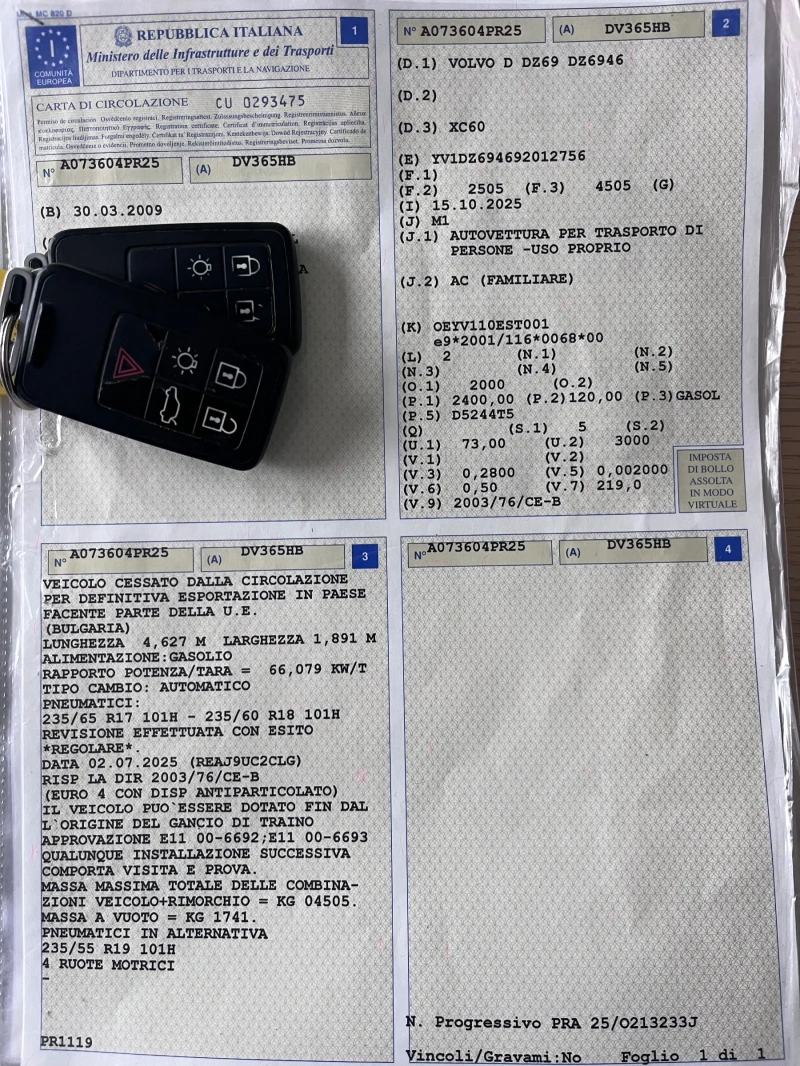 MC 820 D
REPUBBLICA ITALIANA
1
Ministero delle Infrastrutture e dei Trasporti
DIPARTIMENTO PER I TRASPORTI E LA NAVIGAZIONE
I
COMUNITÀ
EUROPEA
CARTA DI CIRCOLAZIONE CU 0293475
N° A073604PR25 (A) DV365HB
(B) 30.03.2009
N° A073604PR25 (A) DV365HB 2
(D.1) VOLVO D DZ69 DZ6946
(D.2)
(D.3) XC60
(E) YV1DZ694692012756
(F.1)
(F.2) 2505 (F.3) 4505 (G)
(I) 15.10.2025
(J) M1
(J.1) AUTOVETTURA PER TRASPORTO DI
PERSONE -USO PROPRIO
(J.2) AC (FAMILIARE)
(K) OEYV110EST001
e9*2001/116*0068*00
(L) 2 (N.1) (N.2)
(N.3) (N.4) (N.5)
(O.1) 2000 (O.2)
(P.1) 2400,00 (P.2)120,00 (P.3)GASOL
(P.5) D5244T5
(Q) (S.1) 5 (S.2)
(U.1) 73,00 (U.2) 3000
(V.1) (V.2)
(V.3) 0,2800 (V.5) 0,002000
(V.6) 0,50 (V.7) 219,0
(V.9) 2003/76/CE-B
IMPOSTA
DI BOLLO
ASSOLTA
IN MODO
VIRTUALE
N° A073604PR25 (A) DV365HB 3
VEICOLO CESSATO DALLA CIRCOLAZIONE
PER DEFINITIVA ESPORTAZIONE IN PAESE
FACENTE PARTE DELLA U.E.
(BULGARIA)
LUNGHEZZA 4,627 M LARGHEZZA 1,891 M
ALIMENTAZIONE:GASOLIO
RAPPORTO POTENZA/TARA = 66,079 KW/T
TIPO CAMBIO: AUTOMATICO
PNEUMATICI:
235/65 R17 101H - 235/60 R18 101H
REVISIONE EFFETTUATA CON ESITO
*REGOLARE*.
DATA 02.07.2025 (REAJ9UC2CLG)
RISP LA DIR 2003/76/CE-B
(EURO 4 CON DISP ANTIPARTICOLATO)
IL VEICOLO PUO`ESSERE DOTATO FIN DAL
L`ORIGINE DEL GANCIO DI TRAINO
APPROVAZIONE E11 00-6692;E11 00-6693
QUALUNQUE INSTALLAZIONE SUCCESSIVA
COMPORTA VISITA E PROVA.
MASSA MASSIMA TOTALE DELLE COMBINA-
ZIONI VEICOLO+RIMORCHIO = KG 04505.
MASSA A VUOTO = KG 1741.
PNEUMATICI IN ALTERNATIVA
235/55 R19 101H
4 RUOTE MOTRICI
-
PR1119
N° A073604PR25 (A) DV365HB 4
N. Progressivo PRA 25/O213233J
Vincoli/Gravami:No Foglio 1 di 1